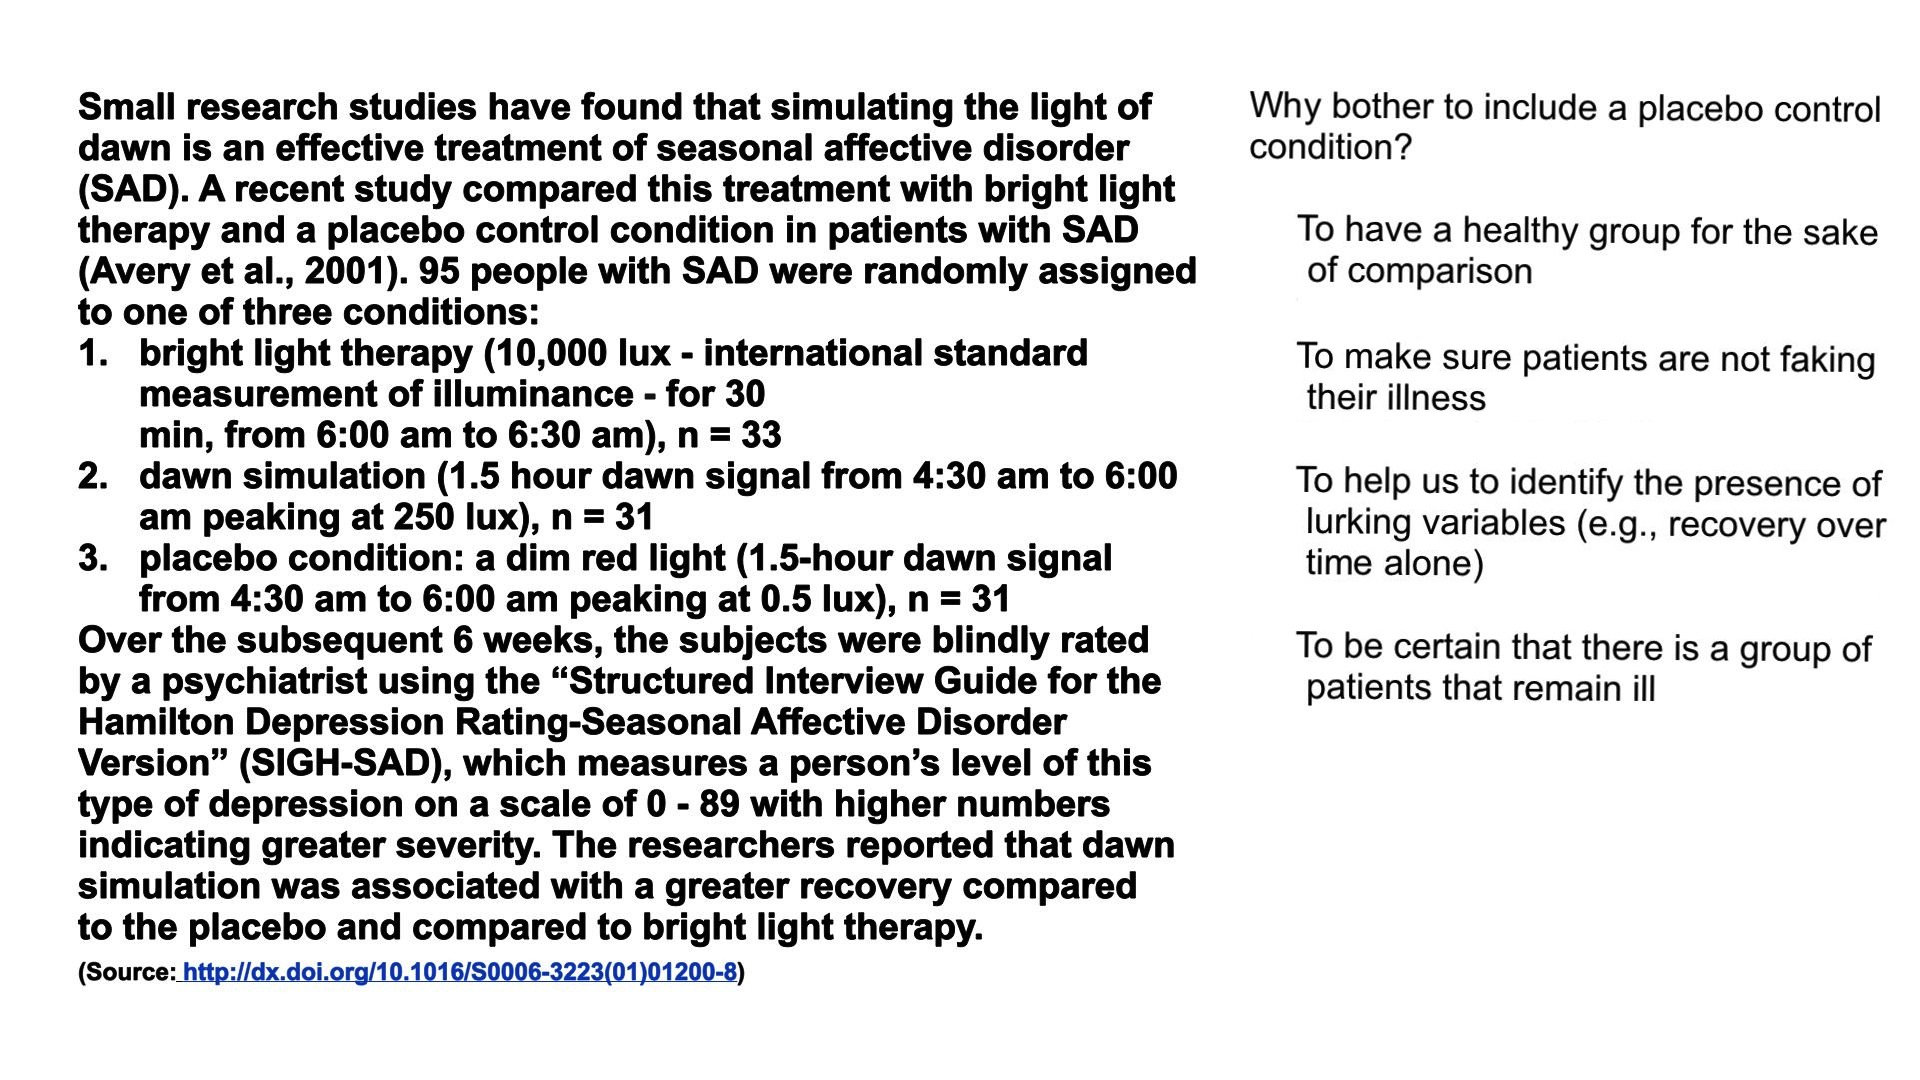 Small research studies have found that simulating the light of
dawn is an effective treatment of seasonal affective disorder
(SAD). A recent study compared this treatment with bright light
therapy and a placebo control condition in patients with SAD
(Avery et al., 2001). 95 people with SAD were randomly assigned
to one of three conditions:
1. bright light therapy (10,000 lux - international standard
measurement of illuminance - for 30
min, from 6:00 am to 6:30 am), n = 33
2. dawn simulation (1.5 hour dawn signal from 4:30 am to 6:00
am peaking at 250 lux), n = 31
3. placebo condition: a dim red light (1.5-hour dawn signal
from 4:30 am to 6:00 am peaking at 0.5 lux), n = 31
Over the subsequent 6 weeks, the subjects were blindly rated
by a psychiatrist using the “Structured Interview Guide for the
Hamilton Depression Rating-Seasonal Affective Disorder
Version” (SIGH-SAD), which measures a person’s level of this
type of depression on a scale of 0 - 89 with higher numbers
indicating greater severity. The researchers reported that dawn
simulation was associated with a greater recovery compared
to the placebo and compared to bright light therapy.
(Source: http://dx.doi.org/10.1016/S0006-3223(01)01200-8)
Why bother to include a placebo control
condition?
To have a healthy group for the sake
of comparison
To make sure patients are not faking
their illness
To help us to identify the presence of
lurking variables (e.g., recovery over
time alone)
To be certain that there is a group of
patients that remain ill